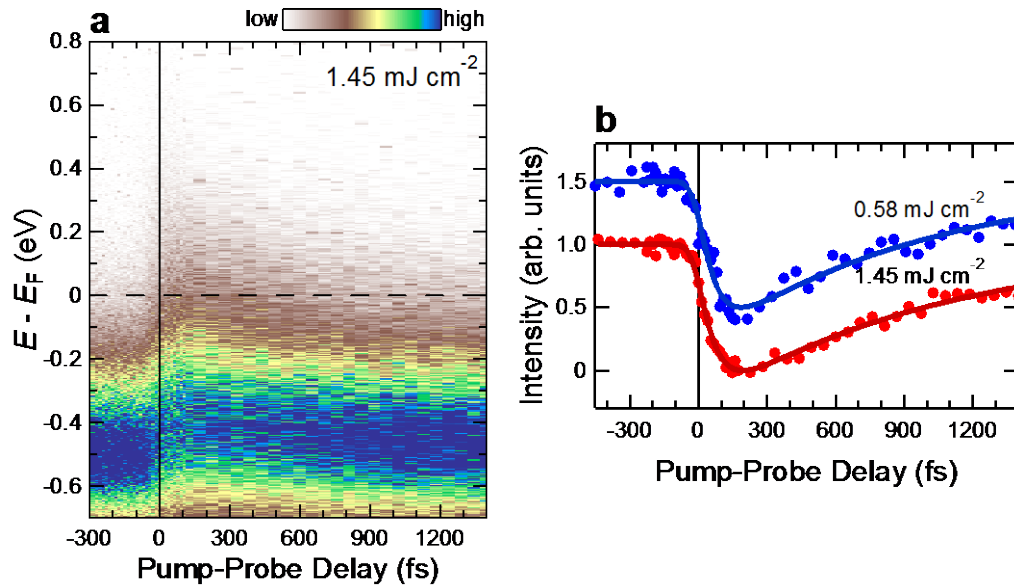 a
low high
1.45 mJ cm-2
0.8
0.6
0.4
0.2
0
-0.2
-0.4
-0.6
E - EF (eV)
-300 0 300 600 900 1200
Pump-Probe Delay (fs)
b
1.5
1.0
0.5
0
Intensity (arb. units)
0.58 mJ cm-2
1.45 mJ cm-2
-300 0 300 600 900 1200
Pump-Probe Delay (fs)